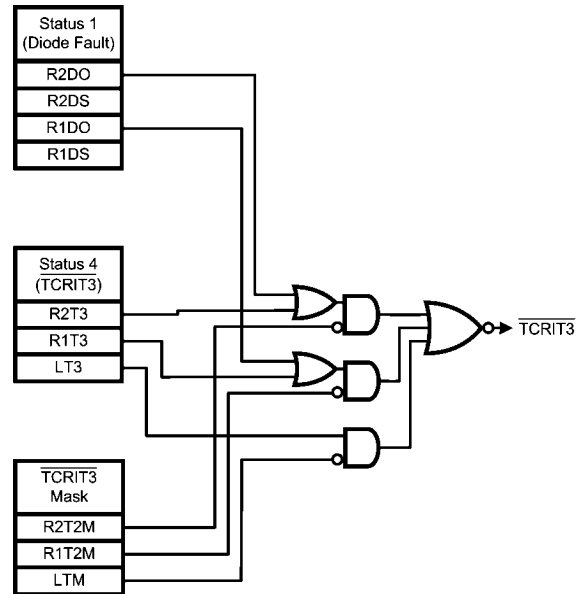 Status 1
(Diode Fault)
R2DO
R2DS
R1DO
R1DS
Status 4
(TCRIT3)
R2T3
R1T3
LT3
TCRIT3
TCRIT3
Mask
R2T2M
R1T2M
LTM